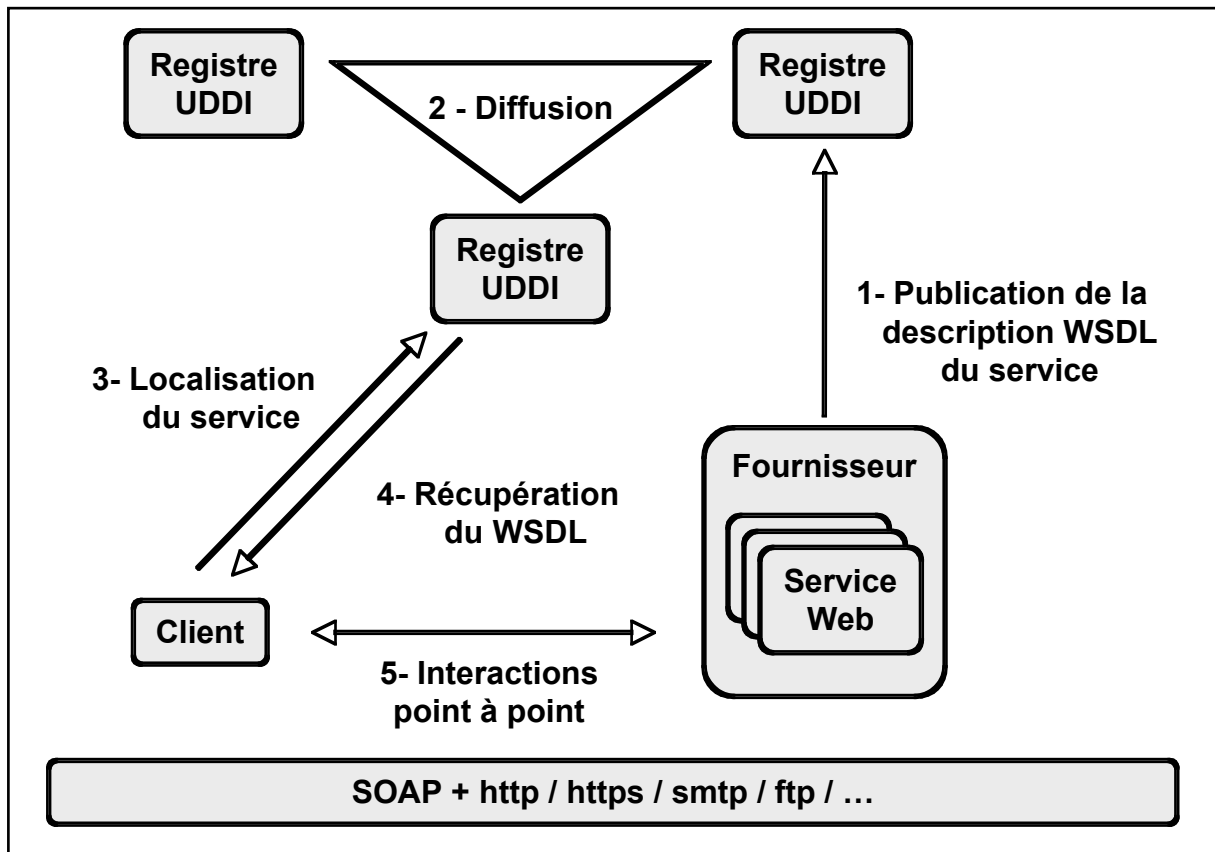 Registre
UDDI
2 - Diffusion
Registre
UDDI
Registre
UDDI
1- Publication de la
description WSDL
du service
3- Localisation
du service
4- Récupération
du WSDL
Fournisseur
Service
Web
Client
5- Interactions
point à point
SOAP + http / https / smtp / ftp / …